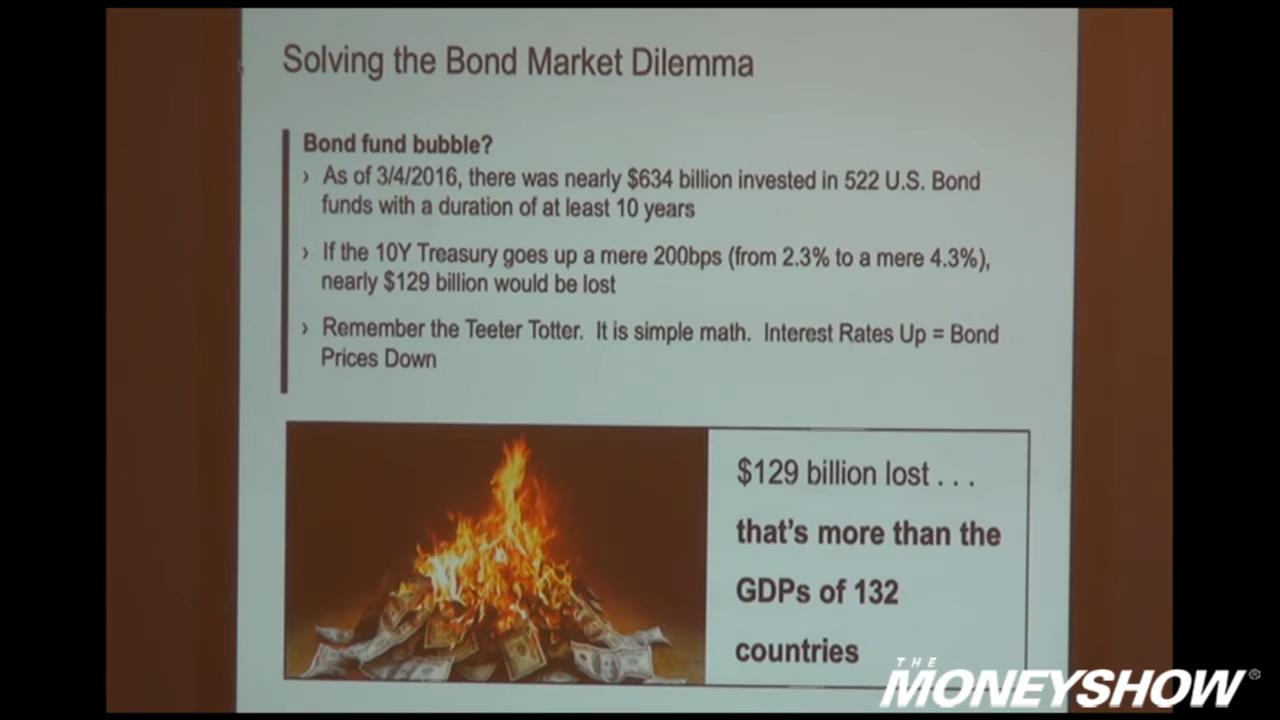 Solving the Bond Market Dilemma
Bond fund bubble?
› As of 3/4/2016, there was nearly $634 billion invested in 522 U.S. Bond
funds with a duration of at least 10 years
› If the 10Y Treasury goes up a mere 200bps (from 2.3% to a mere 4.3%),
nearly $129 billion would be lost
› Remember the Teeter Totter. It is simple math. Interest Rates Up = Bond
Prices Down
$129 billion lost . . .
that's more than the
GDPs of 132
countries
THE
MONEYSHOW®